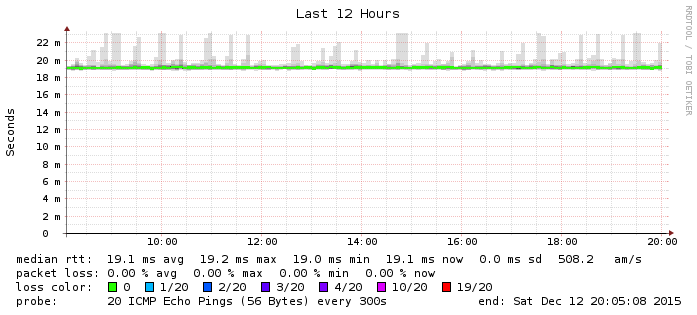 Last 12 Hours
RRDTOOL / TOBI OETIKER
Seconds
22 m
20 m
18 m
16 m
14 m
12 m
10 m
8 m
6 m
4 m
2 m
0
10:00 12:00 14:00 16:00 18:00 20:00
median rtt: 19.1 ms avg 19.2 ms max 19.0 ms min 19.1 ms now 0.0 ms sd 508.2 am/s
packet loss: 0.00 % avg 0.00 % max 0.00 % min 0.00 % now
loss color: 0 1/20 2/20 3/20 4/20 10/20 19/20
probe: 20 ICMP Echo Pings (56 Bytes) every 300s end: Sat Dec 12 20:05:08 2015